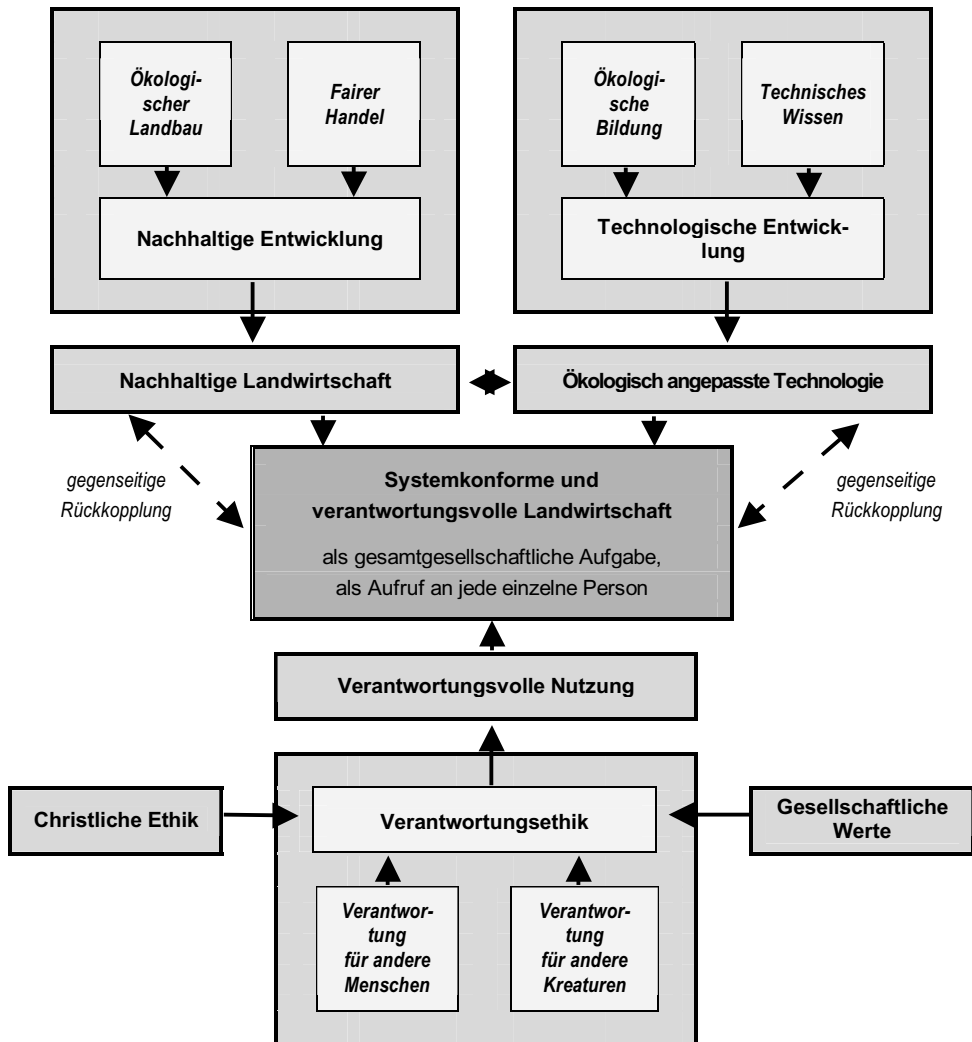 Ökologi-
scher
Landbau
Fairer
Handel
Nachhaltige Entwicklung
Ökologi-
sche
Bildung
Technisches
Wissen
Technologische Entwick-
lung
Nachhaltige Landwirtschaft
Ökologisch angepasste Technologie
gegenseitige
Rückkopplung
Systemkonforme und
verantwortungsvolle Landwirtschaft
als gesamtgesellschaftliche Aufgabe,
als Aufruf an jede einzelne Person
gegenseitige
Rückkopplung
Verantwortungsvolle Nutzung
Christliche Ethik
Verantwortungsethik
Gesellschaftliche
Werte
Verantwor-
tung
für andere
Menschen
Verantwor-
tung
für andere
Kreaturen